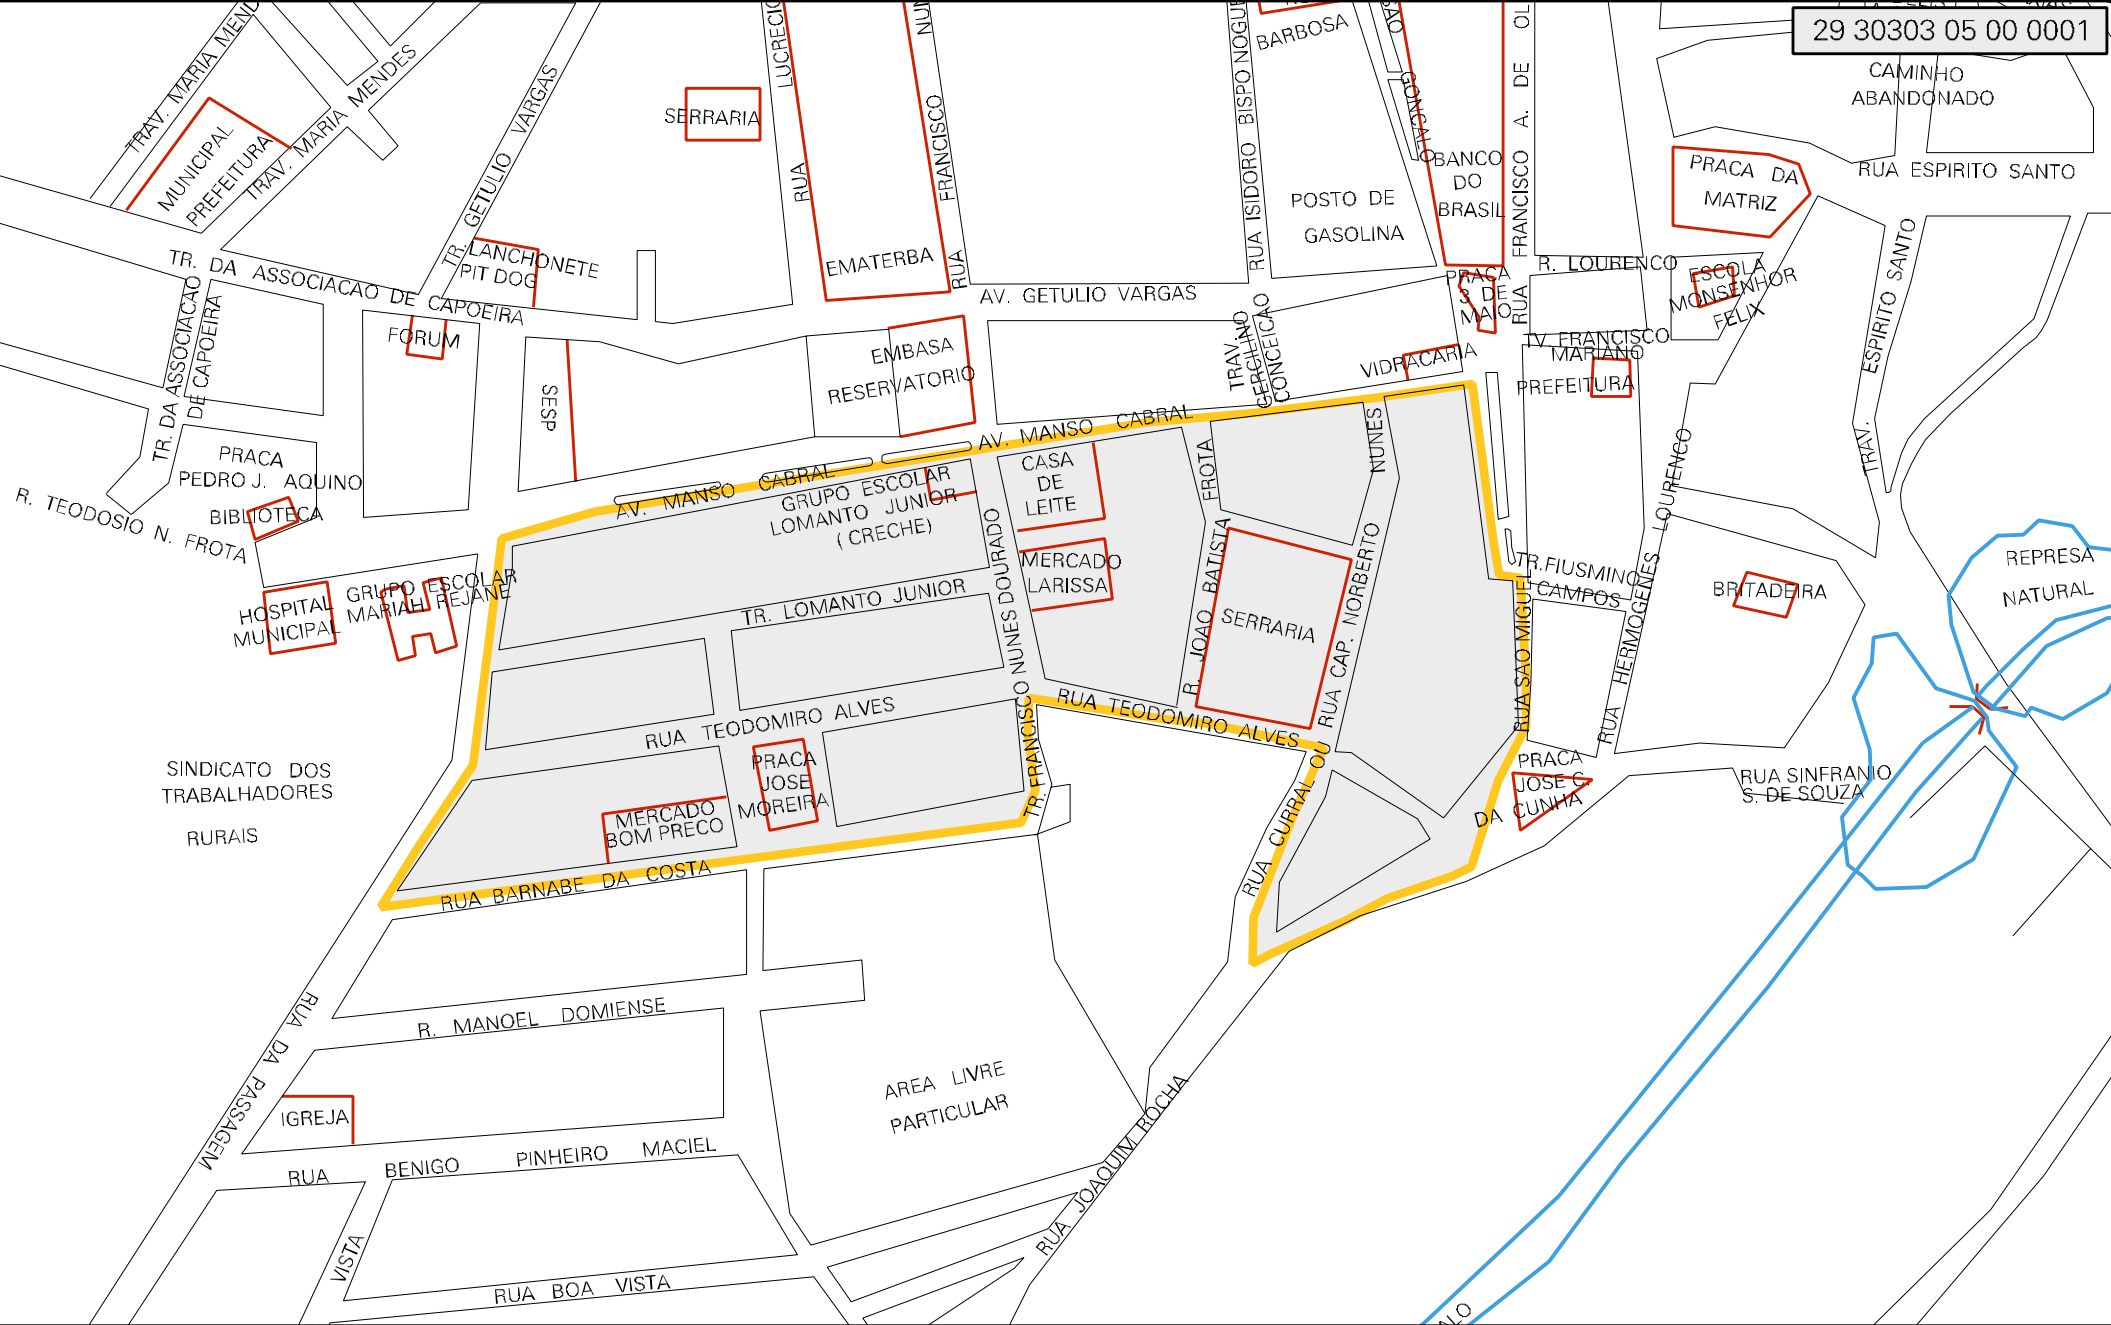 29 30303 05 00 0001
TRAV. MARIA MEND
TRAV. MARIA MENDES
MUNICIPAL
PREFEITURA
TR. GETULIO VARGAS
SERRARIA
LUCRECIO
RUA
EMATERBA
RUA FRANCISCO NUN
BARBOSA
RUA ISIDORO BISPO NOGUE
GONCALO
SAO
POSTO DE
GASOLINA
BANCO
DO
BRASIL
RUA FRANCISCO A. DE OL
CAMINHO
ABANDONADO
PRACA DA
MATRIZ
RUA ESPIRITO SANTO
TRAV. ESPIRITO SANTO
TR. DA ASSOCIACAO DE CAPOEIRA
TR. DA ASSOCIACAO
DE CAPOEIRA
LANCHONETE
PIT DOG
FORUM
SESP
AV. GETULIO VARGAS
EMBASA
RESERVATORIO
TRAV.
GERCILINO
CONCEICAO
VIDRACARIA
PRACA
3 DE
MAIO
R. LOURENCO
ESCOLA
MONSENHOR
FELIX
TV. FRANCISCO
MARIANO
PREFEITURA
PRACA
PEDRO J. AQUINO
BIBLIOTECA
R. TEODOSIO N. FROTA
HOSPITAL
MUNICIPAL
GRUPO ESCOLAR
MARIAH REJANE
AV. MANSO CABRAL
AV. MANSO CABRAL
GRUPO ESCOLAR
LOMANTO JUNIOR
( CRECHE)
CASA
DE
LEITE
MERCADO
LARISSA
TR. LOMANTO JUNIOR
TR. FRANCISCO NUNES DOURADO
R. JOAO BATISTA FROTA
SERRARIA
RUA CAP. NORBERTO NUNES
TR.FIUSMINO
CAMPOS
RUA SAO MIGUEL
RUA HERMOGENES LOURENCO
BRITADEIRA
REPRESA
NATURAL
RUA TEODOMIRO ALVES
RUA TEODOMIRO ALVES
PRACA
JOSE
MOREIRA
MERCADO
BOM PRECO
RUA BARNABE DA COSTA
RUA CURRAL OU
PRACA
JOSE C.
DA CUNHA
RUA SINFRANIO
S. DE SOUZA
SINDICATO DOS
TRABALHADORES
RURAIS
RUA DA PASSAGEM
R. MANOEL DOMIENSE
IGREJA
RUA BENIGO PINHEIRO MACIEL
AREA LIVRE
PARTICULAR
RUA JOAQUIM ROCHA
VISTA
RUA BOA VISTA
ALO